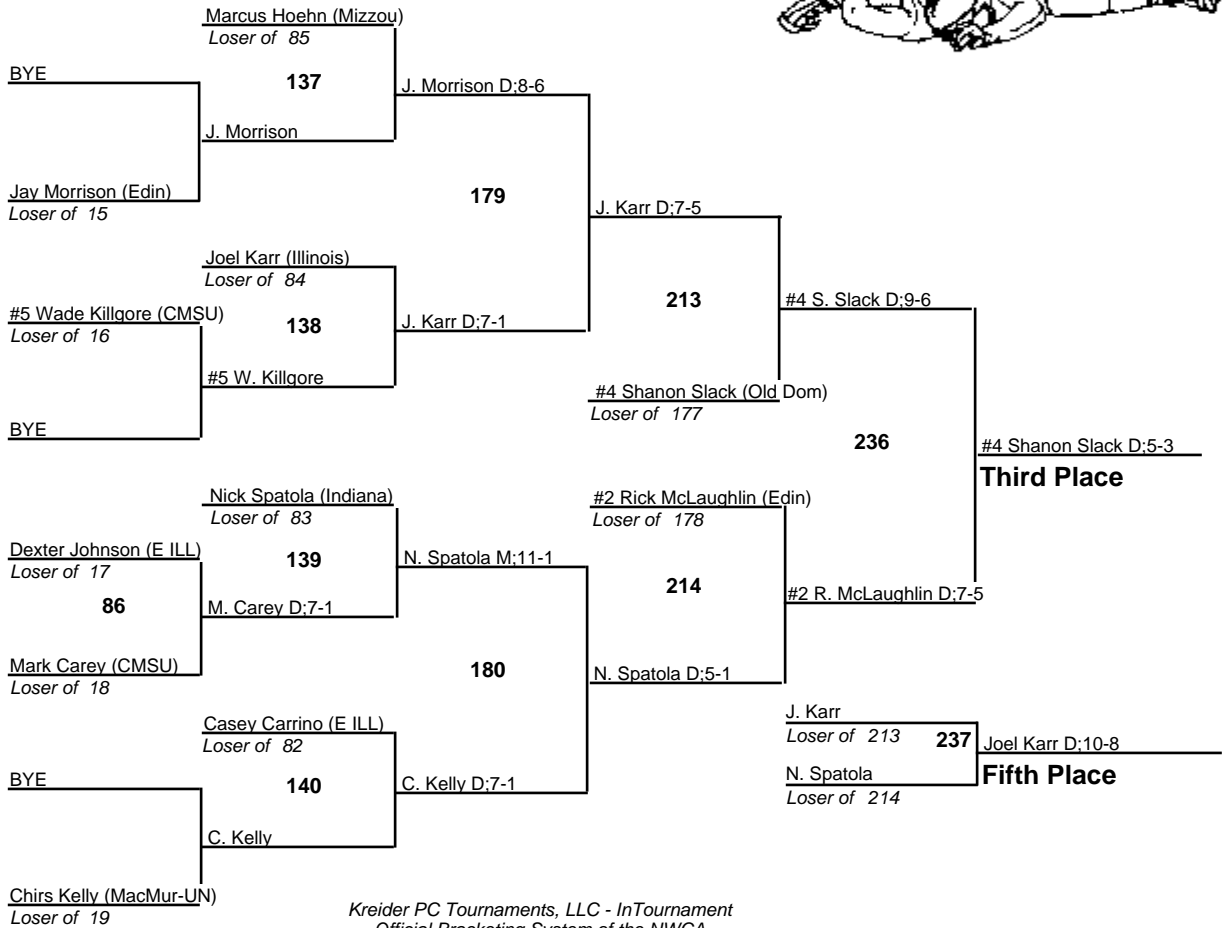 Marcus Hoehn (Mizzou)
Loser of 85
BYE
137
J. Morrison D;8-6
J. Morrison
Jay Morrison (Edin)
Loser of 15
179
J. Karr D;7-5
Joel Karr (Illinois)
Loser of 84
#5 Wade Killgore (CMSU)
Loser of 16
138
J. Karr D;7-1
213
#4 S. Slack D;9-6
#5 W. Killgore
#4 Shanon Slack (Old Dom)
Loser of 177
BYE
236
#4 Shanon Slack D;5-3
Third Place
Nick Spatola (Indiana)
Loser of 83
#2 Rick McLaughlin (Edin)
Loser of 178
Dexter Johnson (E ILL)
Loser of 17
139
N. Spatola M;11-1
214
86
M. Carey D;7-1
#2 R. McLaughlin D;7-5
Mark Carey (CMSU)
Loser of 18
180
N. Spatola D;5-1
Casey Carrino (E ILL)
Loser of 82
J. Karr
Loser of 213
237
Joel Karr D;10-8
Fifth Place
BYE
140
C. Kelly D;7-1
N. Spatola
Loser of 214
C. Kelly
Chirs Kelly (MacMur-UN)
Loser of 19
Kreider PC Tournaments, LLC - InTournament
Official Bracketing System of the NWCA